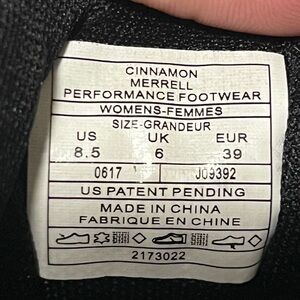 CINNAMON
MERRELL
PERFORMANCE FOOTWEAR
WOMENS-FEMMES
SIZE-GRANDEUR
US UK EUR
8.5 6 39
0617 J09392
US PATENT PENDING
MADE IN CHINA
FABRIQUE EN CHINE
2173022